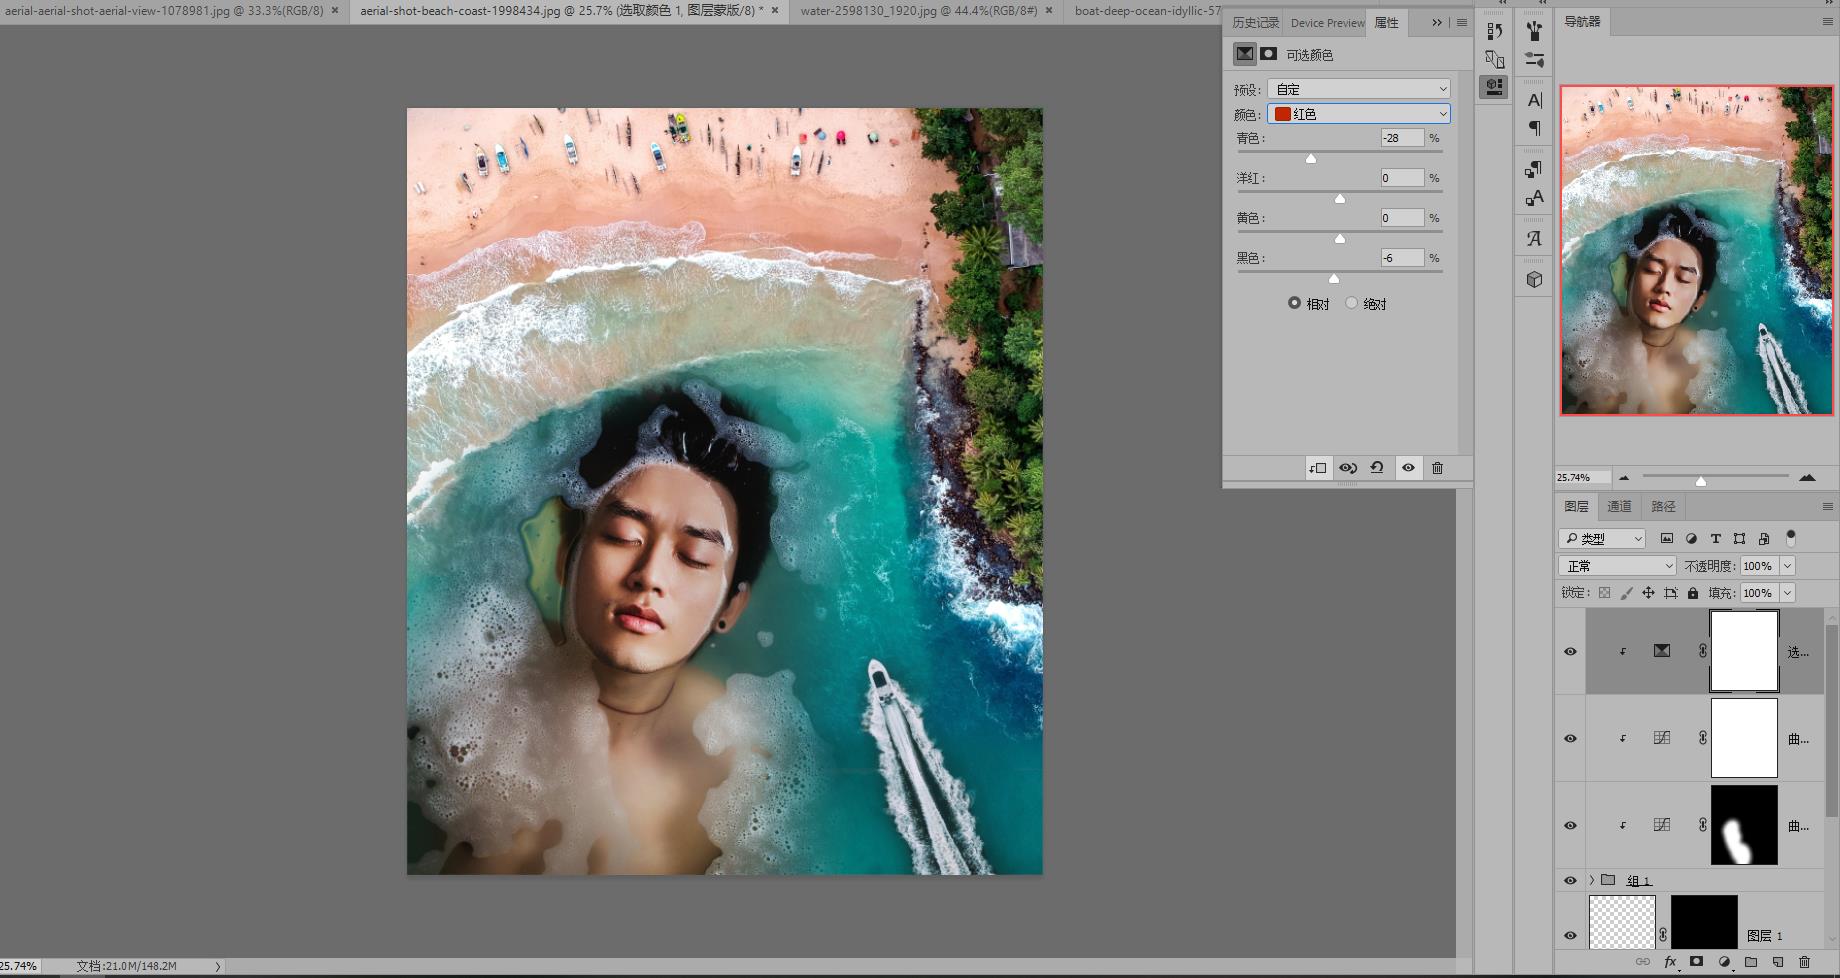 aerial-aerial-shot-aerial-view-1078981.jpg @ 33.3%(RGB/8) ×
aerial-shot-beach-coast-1998434.jpg @ 25.7% (选取颜色 1, 图层蒙版/8) * ×
water-2598130_1920.jpg @ 44.4%(RGB/8#) ×
boat-deep-ocean-idyllic-57
历史记录 Device Preview 属性
可选颜色
预设: 自定
颜色: 红色
青色: -28 %
洋红: 0 %
黄色: 0 %
黑色: -6 %
相对 绝对
导航器
25.74%
图层 通道 路径
类型
正常 不透明度: 100%
锁定: 填充: 100%
选...
曲...
曲...
组 1
图层 1
fx
25.74% 文档:21.0M/148.2M